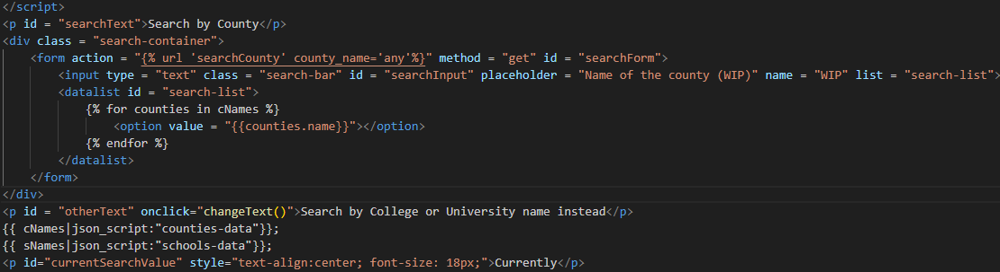 </script>
<p id = "searchText">Search by County</p>
<div class = "search-container">
<form action = "{% url 'searchCounty' county_name='any'%}" method = "get" id = "searchForm">
<input type = "text" class = "search-bar" id = "searchInput" placeholder = "Name of the county (WIP)" name = "WIP" list = "search-list">
<datalist id = "search-list">
{% for counties in cNames %}
<option value = "{{counties.name}}"></option>
{% endfor %}
</datalist>
</form>
</div>
<p id = "otherText" onclick="changeText()">Search by College or University name instead</p>
{{ cNames|json_script:"counties-data"}};
{{ sNames|json_script:"schools-data"}};
<p id="currentSearchValue" style="text-align:center; font-size: 18px;">Currently</p>